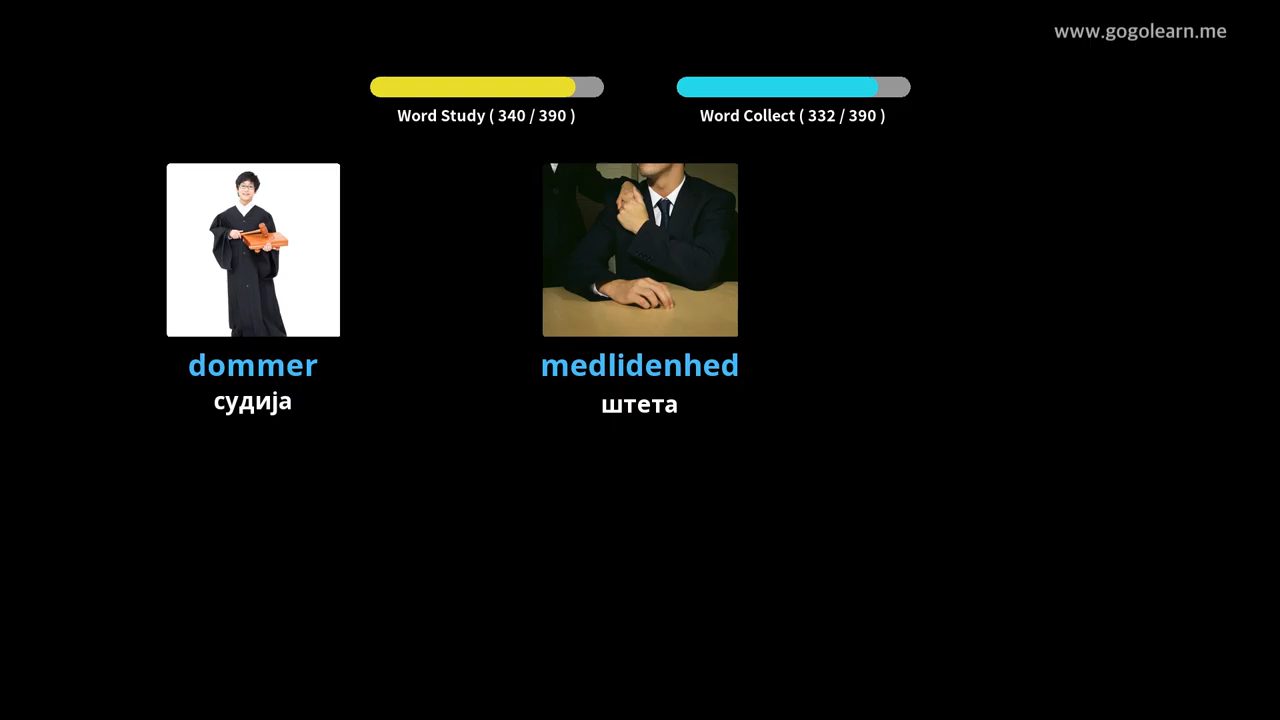 www.gogolearn.me
Word Study ( 340 / 390 )
Word Collect ( 332 / 390 )
dommer
судија
medlidenhed
штета